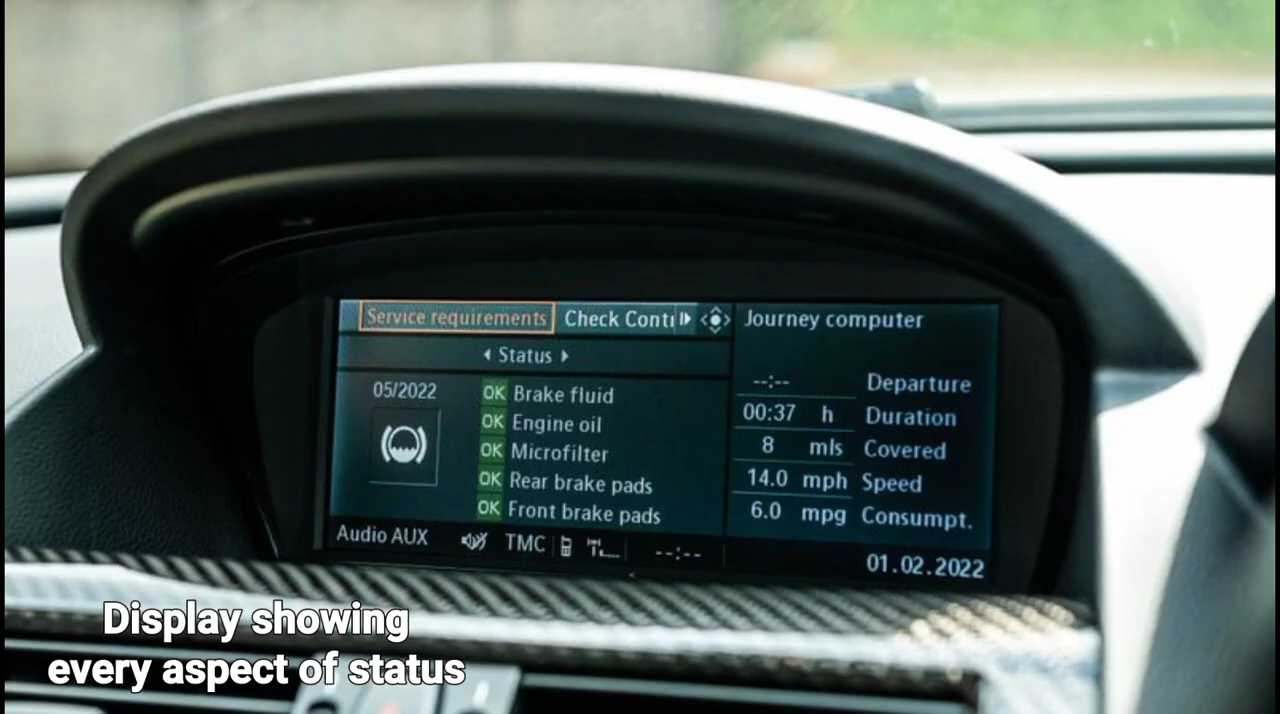 Service requirements Check Conti
Status
05/2022
OK Brake fluid
OK Engine oil
OK Microfilter
OK Rear brake pads
OK Front brake pads
Journey computer
--:-- Departure
00:37 h Duration
8 mls Covered
14.0 mph Speed
6.0 mpg Consumpt.
Audio AUX TMC --:--
01.02.2022
Display showing
every aspect of status